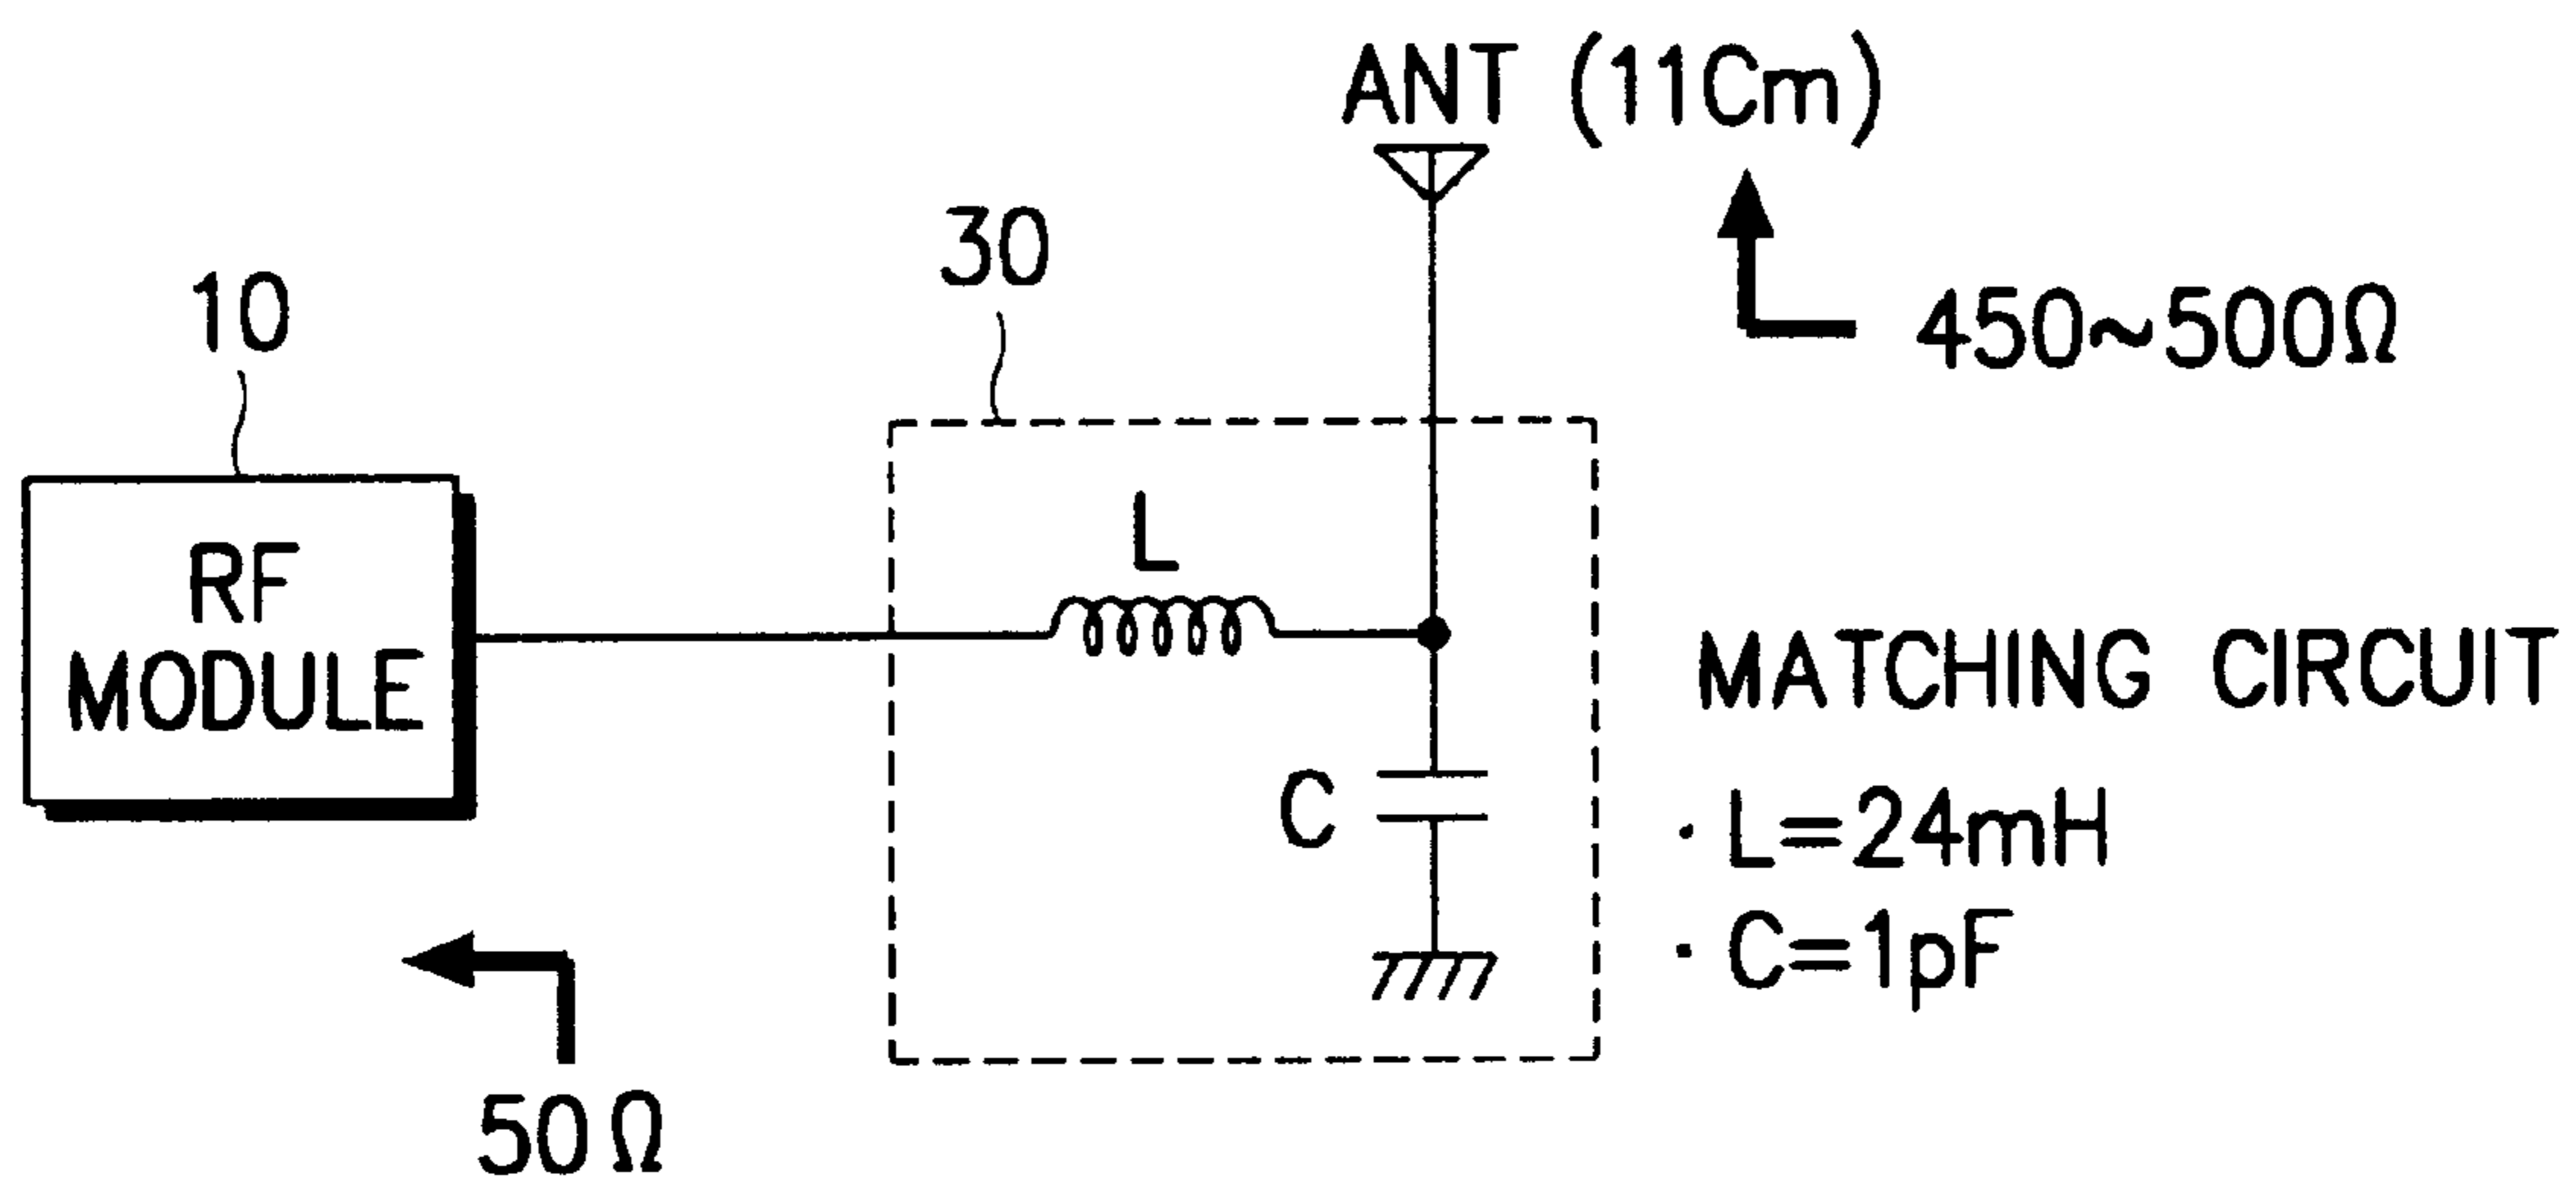 ANT (11Cm)
30
10
450~500Ω
L
RF
MODULE
C
MATCHING CIRCUIT
· L=24mH
· C=1pF
50Ω